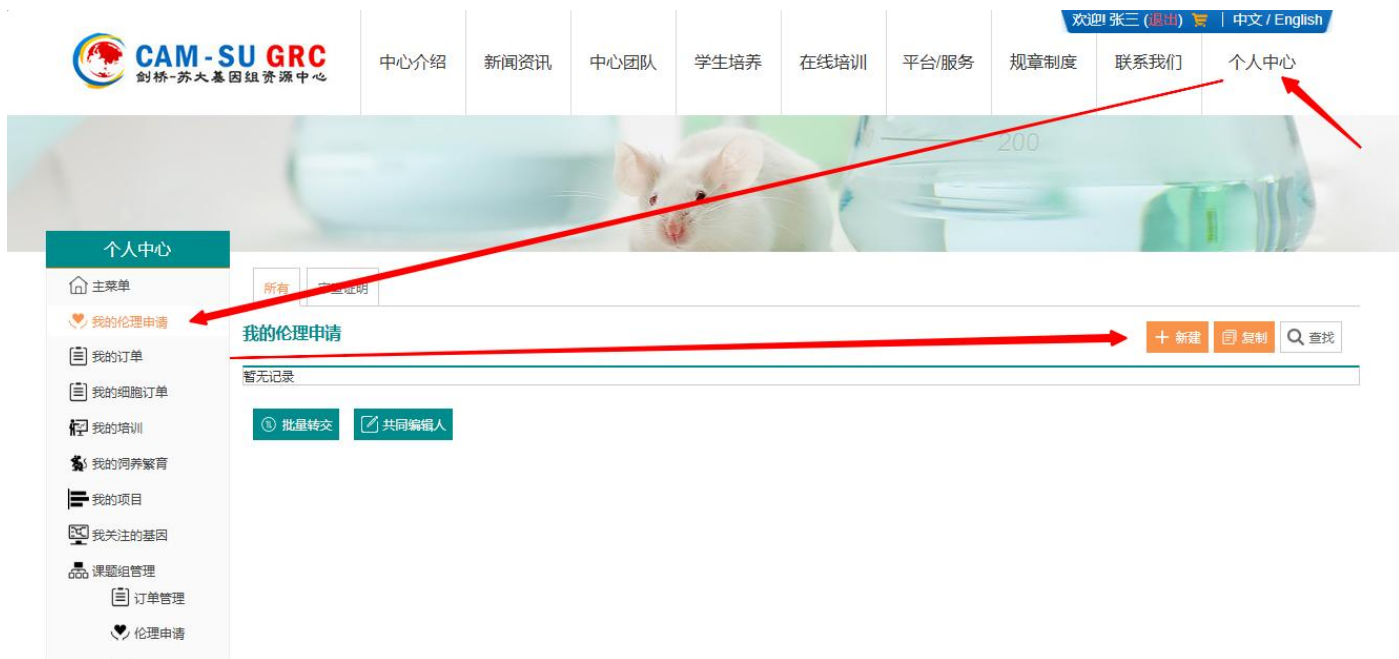 欢迎! 张三 (退出) | 中文 / English
CAM-SU GRC
剑桥-苏大基因组资源中心
中心介绍 新闻资讯 中心团队 学生培养 在线培训 平台/服务 规章制度 联系我们 个人中心
200
个人中心
主菜单
我的伦理申请
我的订单
我的细胞订单
我的培训
我的饲养繁育
我的项目
我关注的基因
课题组管理
订单管理
伦理申请
所有 证明
我的伦理申请
新建 复制 查找
暂无记录
批量转交 共同编辑人